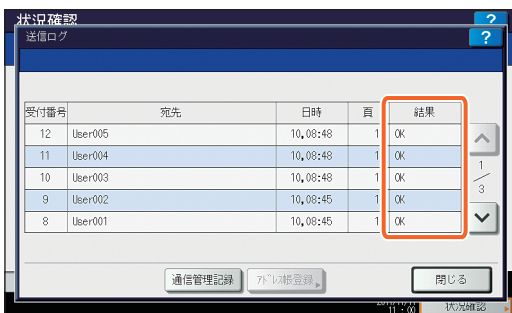 状況確認
?
送信ログ
?
受付番号 宛先 日時 頁 結果
12 User005 10,08:48 1 OK
11 User004 10,08:48 1 OK
10 User003 10,08:48 1 OK
9 User002 10,08:45 1 OK
8 User001 10,08:45 1 OK
1
3
通信管理記録
ｱﾄﾞﾚｽ帳登録
閉じる
11:00
状況確認